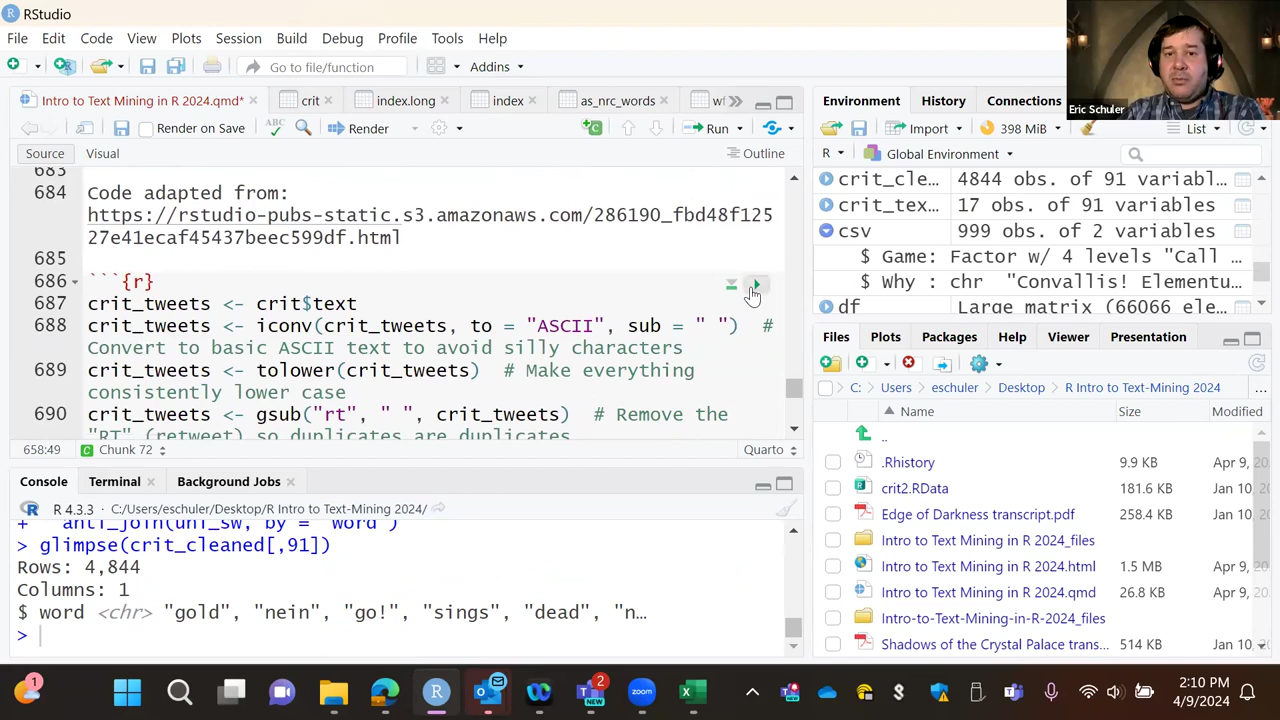 RStudio
File Edit Code View Plots Session Build Debug Profile Tools Help
Go to file/function Addins
Intro to Text Mining in R 2024.qmd* crit index.long index as_nrc_words
Render on Save Render Run
Source Visual Outline
683
684 Code adapted from:
https://rstudio-pubs-static.s3.amazonaws.com/286190_fbd48f125
27e41ecaf45437beec599df.html
685
686 ```{r}
687 crit_tweets <- crit$text
688 crit_tweets <- iconv(crit_tweets, to = "ASCII", sub = " ") #
Convert to basic ASCII text to avoid silly characters
689 crit_tweets <- tolower(crit_tweets) # Make everything
consistently lower case
690 crit_tweets <- gsub("rt", " ", crit_tweets) # Remove the
"RT" (retweet) so duplicates are duplicates
658:49 Chunk 72 Quarto
Console Terminal Background Jobs
R 4.3.3 · C:/Users/eschuler/Desktop/R Intro to Text-Mining 2024/
+ anti_join(uni_sw, by = "word")
> glimpse(crit_cleaned[,91])
Rows: 4,844
Columns: 1
$ word <chr> "gold", "nein", "go!", "sings", "dead", "n…
>
Eric Schuler
Environment History Connections
Import 398 MiB List
R Global Environment
crit_cle… 4844 obs. of 91 variabl…
crit_tex… 17 obs. of 91 variables
csv 999 obs. of 2 variables
$ Game: Factor w/ 4 levels "Call …
$ Why : chr "Convallis! Elementu…
df Large matrix (66066 ele…
Files Plots Packages Help Viewer Presentation
C: Users eschuler Desktop R Intro to Text-Mining 2024 ...
Name Size Modified
..
.Rhistory 9.9 KB Apr 9, 20
crit2.RData 181.6 KB Jan 10,
Edge of Darkness transcript.pdf 258.4 KB Jan 10,
Intro to Text Mining in R 2024_files
Intro to Text Mining in R 2024.html 1.5 MB Apr 9, 20
Intro to Text Mining in R 2024.qmd 26.8 KB Apr 9, 20
Intro-to-Text-Mining-in-R-2024_files
Shadows of the Crystal Palace trans... 514 KB Jan 10,
1 2 NEW zoom 2:10 PM
4/9/2024